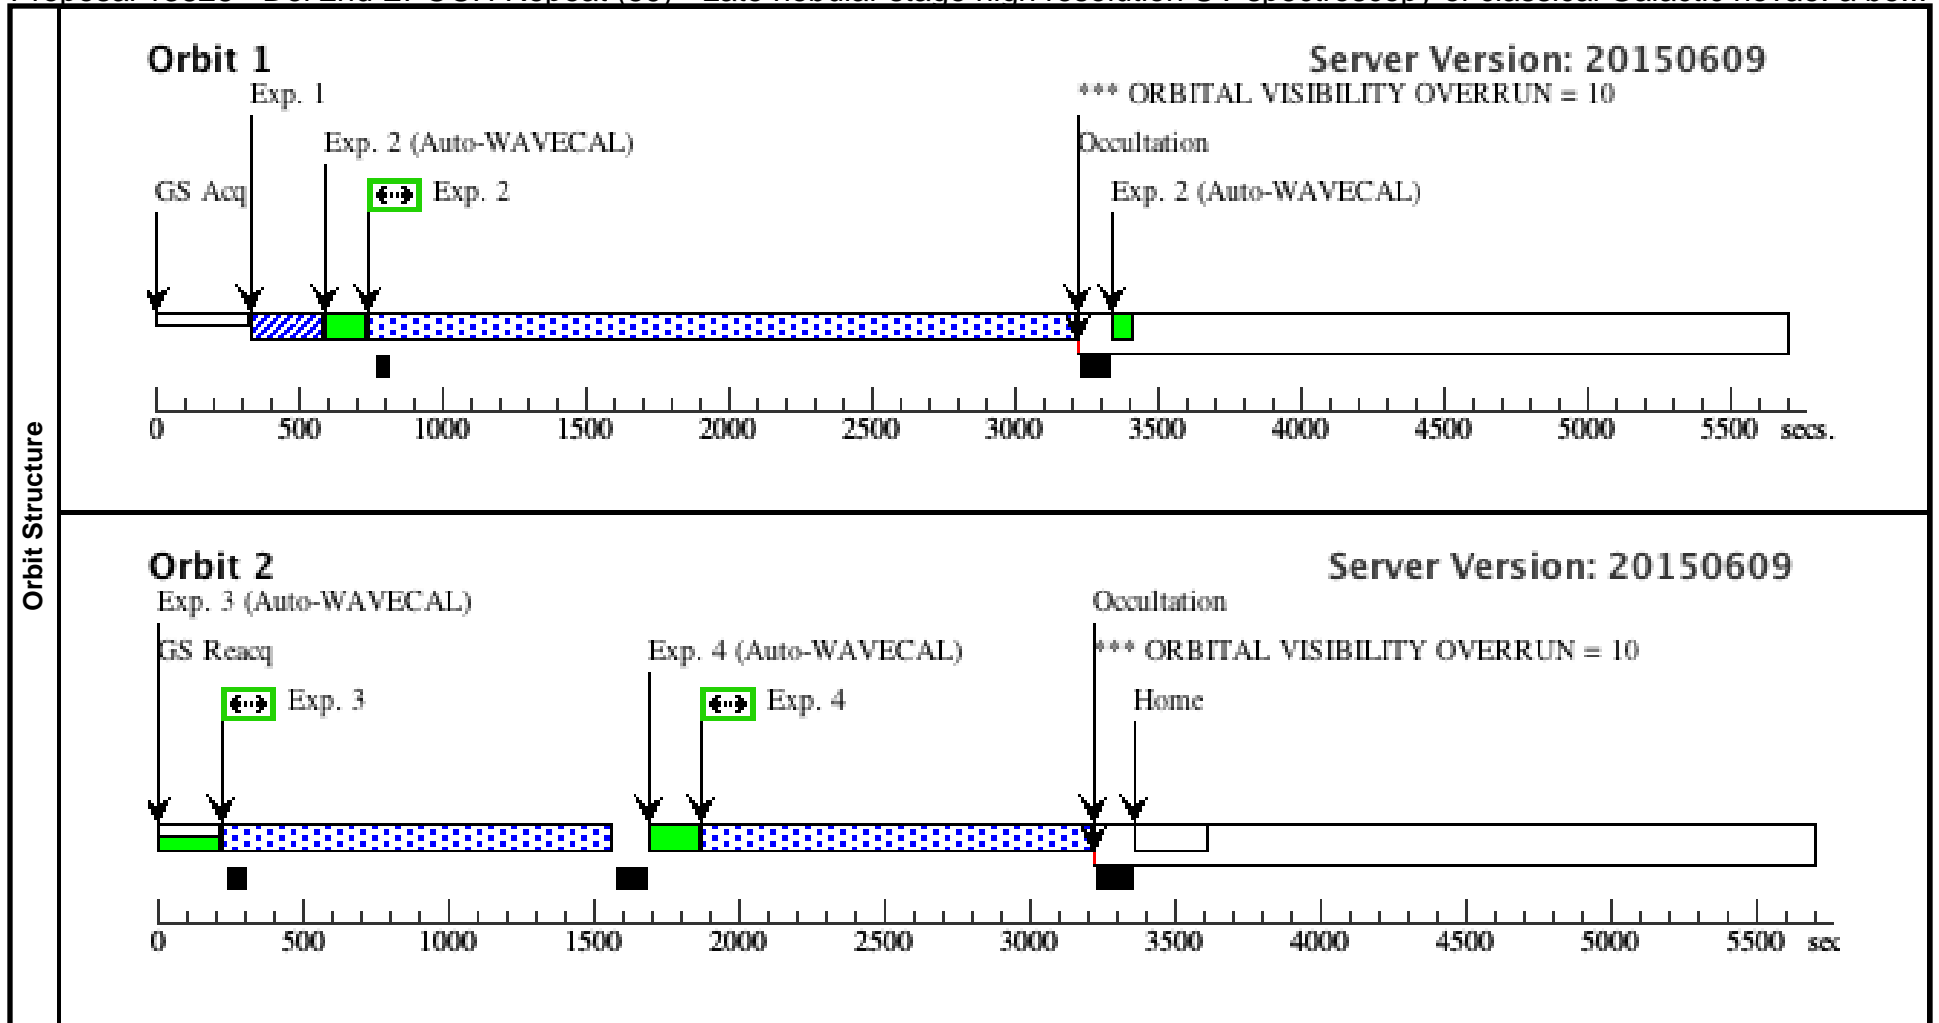 Orbit Structure
Orbit 1
Server Version: 20150609
Exp. 1
*** ORBITAL VISIBILITY OVERRUN = 10
Exp. 2 (Auto-WAVECAL)
Occultation
GS Acq
Exp. 2
Exp. 2 (Auto-WAVECAL)
0 500 1000 1500 2000 2500 3000 3500 4000 4500 5000 5500 secs.
Orbit 2
Server Version: 20150609
Exp. 3 (Auto-WAVECAL)
Occultation
GS Reacq
Exp. 4 (Auto-WAVECAL)
*** ORBITAL VISIBILITY OVERRUN = 10
Exp. 3
Exp. 4
Home
0 500 1000 1500 2000 2500 3000 3500 4000 4500 5000 5500 sec